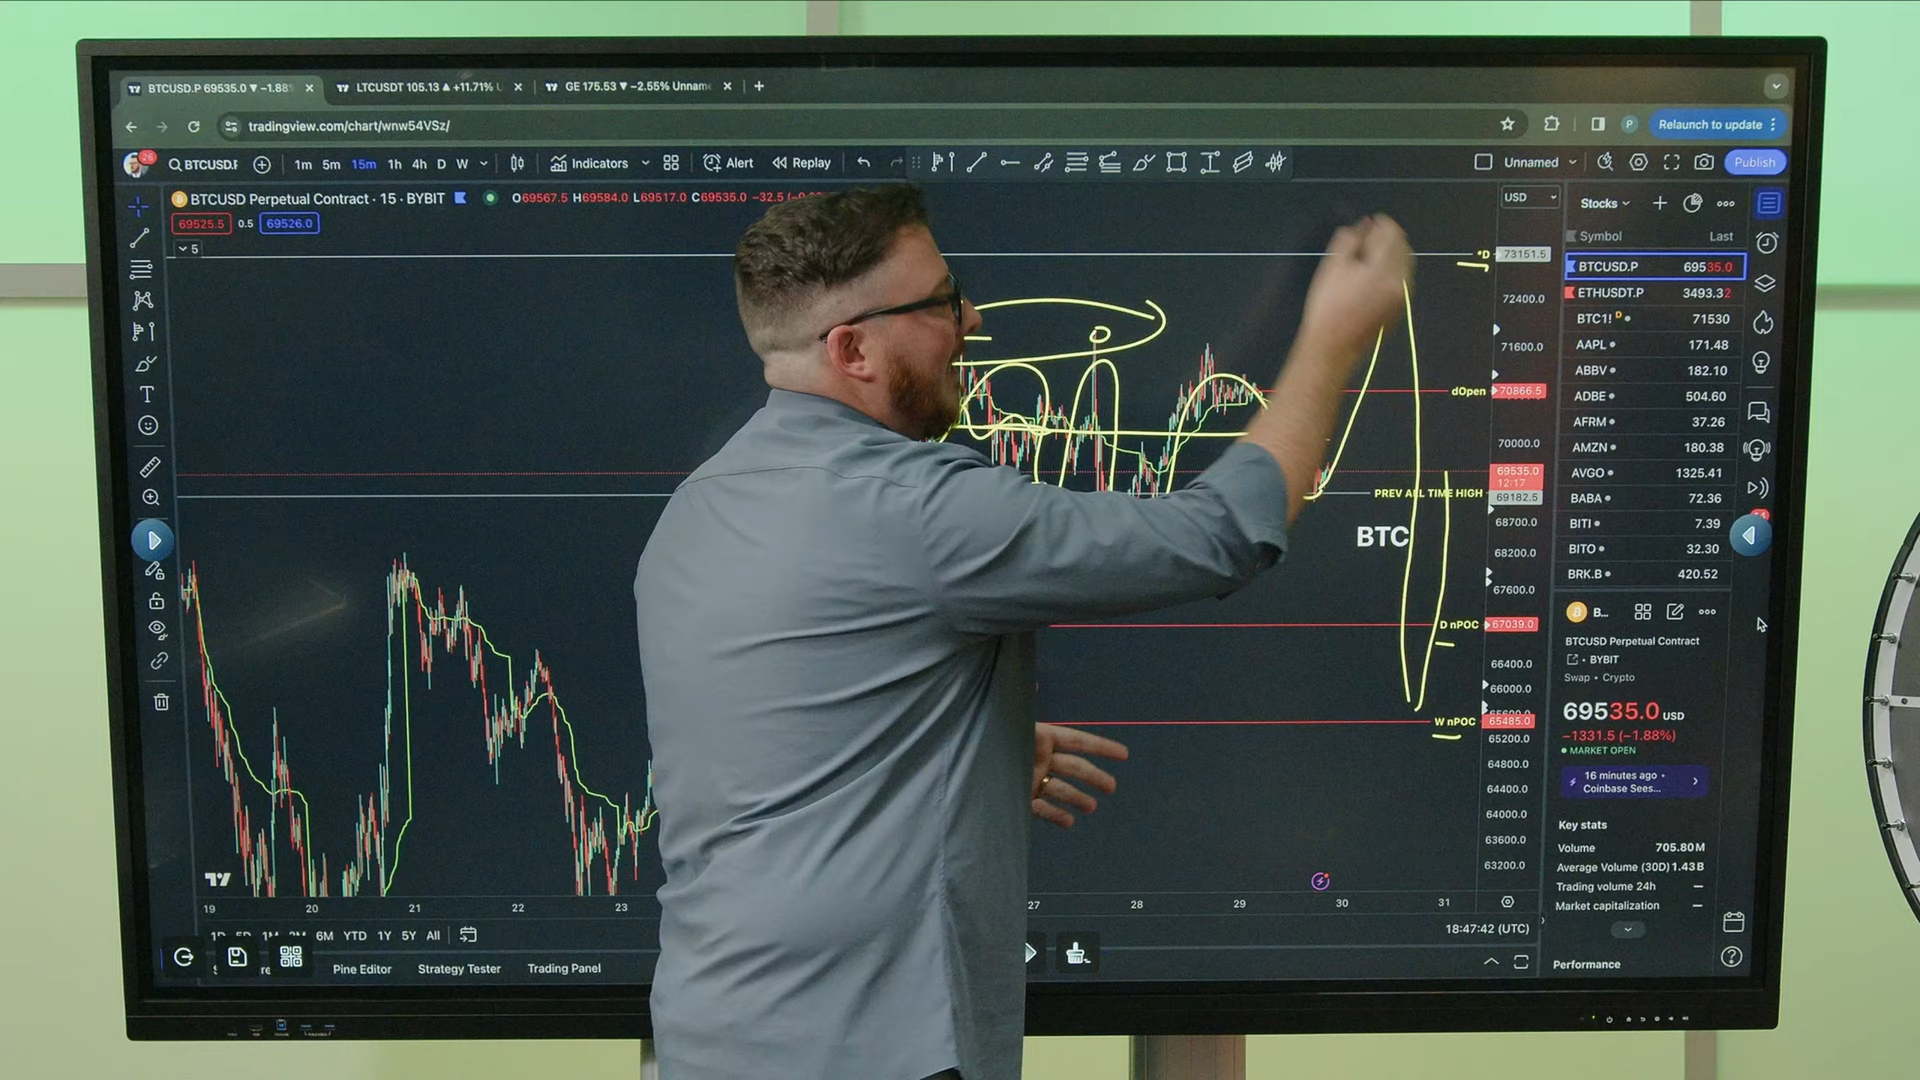 BTCUSD.P 69535.0 ▼ −1.88
LTCUSDT 105.13 ▲ +11.71% U
GE 175.53 ▼ −2.55% Unnam
tradingview.com/chart/wnw54VSz/
P
Relaunch to update
26
BTCUSD.F
1m 5m 15m 1h 4h D W
Indicators
Alert
Replay
Unnamed
Publish
BTCUSD Perpetual Contract · 15 · BYBIT
O69567.5 H69584.0 L69517.0 C69535.0 −32.5
69525.5 0.5 69526.0
5
USD
*D 73151.5
72400.0
71600.0
dOpen 70866.5
70000.0
69535.0
12:17
PREV ALL TIME HIGH 69182.5
68700.0
BTC
68200.0
67600.0
D nPOC 67039.0
66400.0
66000.0
W nPOC 65485.0
65200.0
64800.0
64400.0
64000.0
63600.0
63200.0
19 20 21 22 23 27 28 29 30 31
1D 5D 1M 3M 6M YTD 1Y 5Y All
18:47:42 (UTC)
Pine Editor
Strategy Tester
Trading Panel
Stocks
Symbol Last
BTCUSD.P 69535.0
ETHUSDT.P 3493.32
BTC1! D 71530
AAPL 171.48
ABBV 182.10
ADBE 504.60
AFRM 37.26
AMZN 180.38
AVGO 1325.41
BABA 72.36
BITI 7.39
BITO 32.30
BRK.B 420.52
B...
BTCUSD Perpetual Contract
BYBIT
Swap • Crypto
69535.0 USD
−1331.5 (−1.88%)
MARKET OPEN
16 minutes ago •
Coinbase Sees...
Key stats
Volume 705.80M
Average Volume (30D) 1.43B
Trading volume 24h —
Market capitalization —
Performance